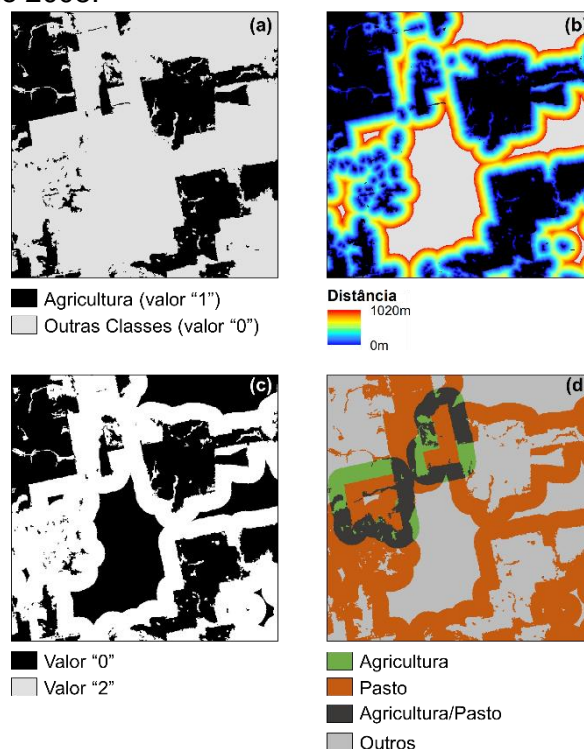 (a)
(b
Agricultura (valor “1”)
Outras Classes (valor “0”)
Distância
1020m
0m
(c)
(d
Valor “0”
Valor “2”
Agricultura
Pasto
Agricultura/Pasto
Outros